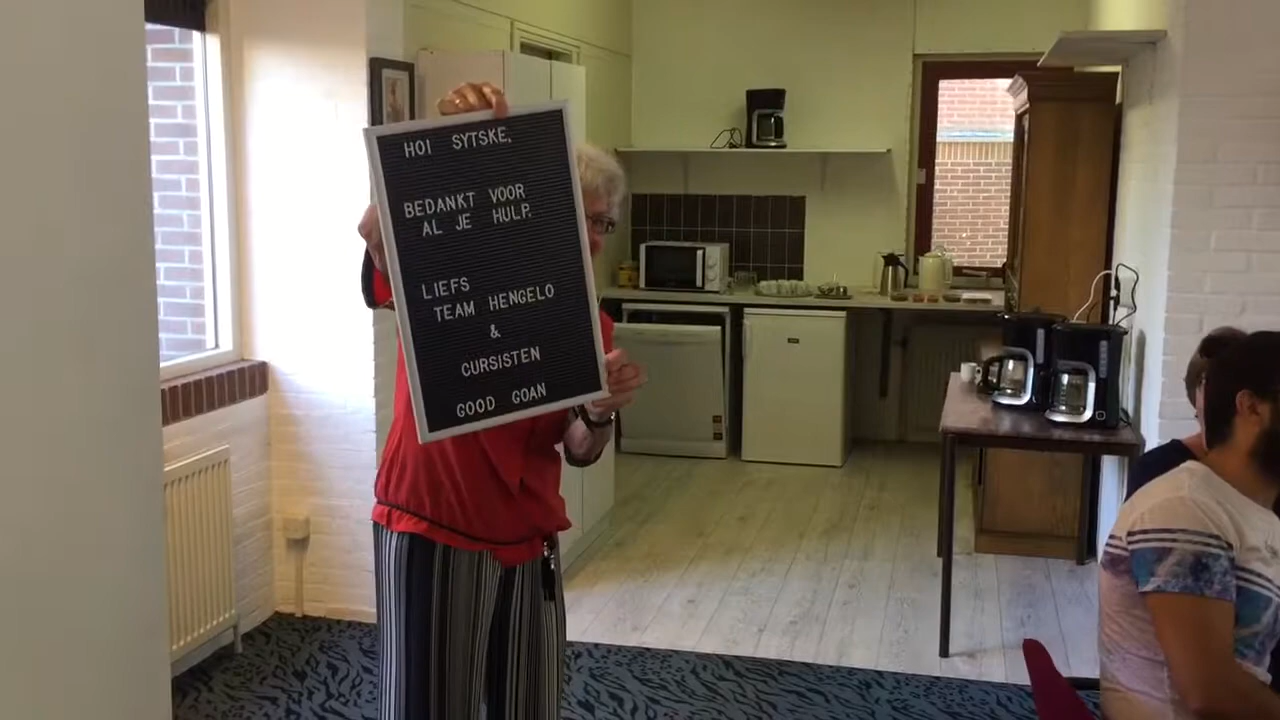 HOI SYTSKE,
BEDANKT VOOR
AL JE HULP.
LIEFS
TEAM HENGELO
&
CURSISTEN
GOOD GOAN